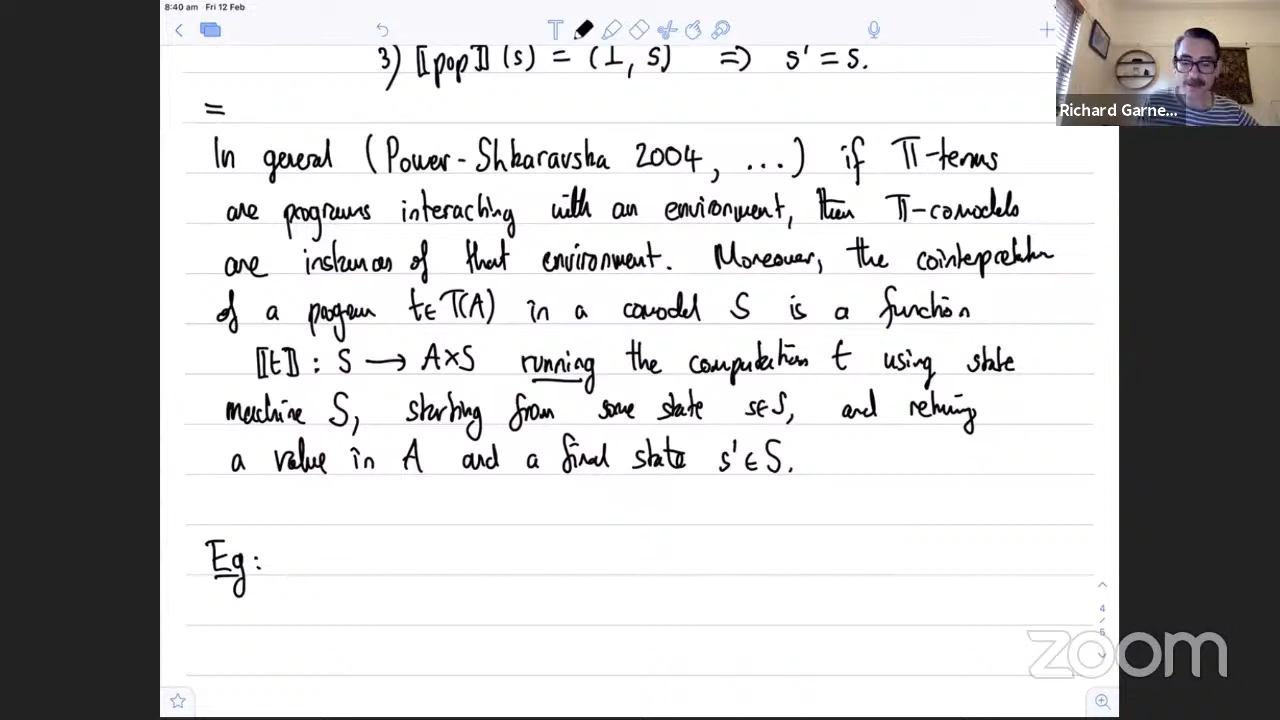 8:40 am Fri 12 Feb
3) ⟦pop⟧(s) = (⊥, s) ⇒ s' = s.
=
In general (Power-Shkaravska 2004, ...) if 𝕋-terms
are programs interacting with an environment, then 𝕋-comodels
are instances of that environment. Moreover, the cointerpretation
of a program t∈T(A) in a comodel S is a function
⟦t⟧ : S → A×S running the computation t using state
machine S, starting from some state s∈S, and returning
a value in A and a final state s' ∈ S.
Eg:
Richard Garne...
4
/
5
zoom